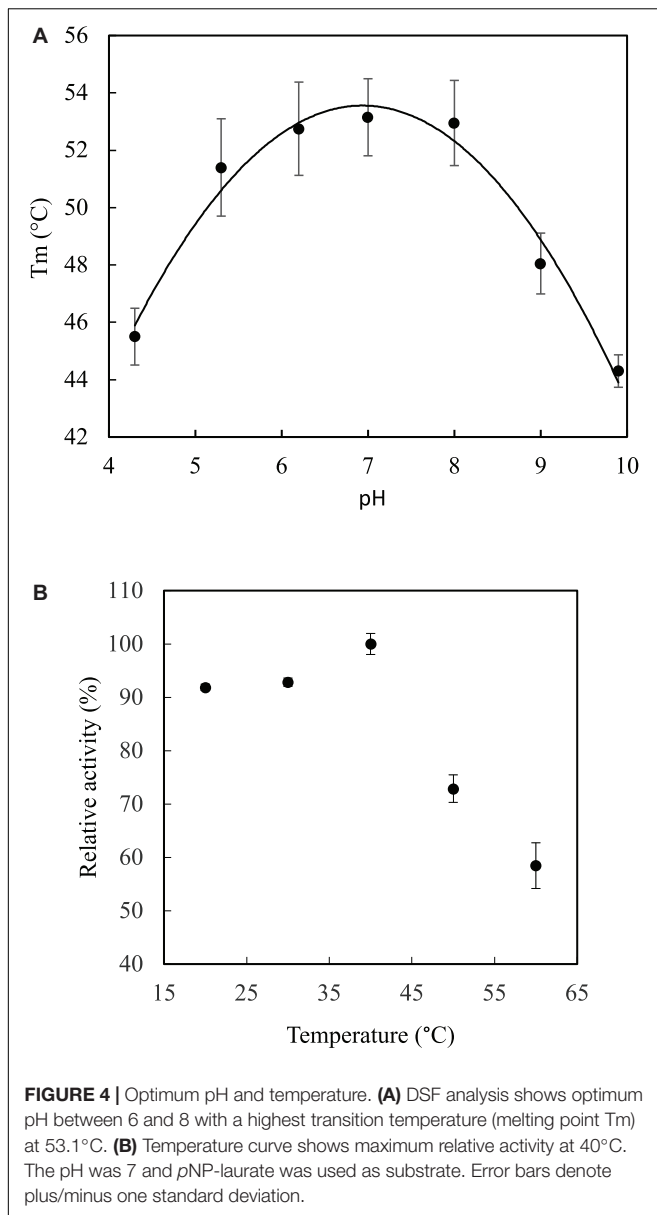 A
56
54
52
50
48
46
44
42
Tm (°C)
4 5 6 7 8 9 10
pH
B
110
100
90
80
70
60
50
40
Relative activity (%)
15 25 35 45 55 65
Temperature (°C)
FIGURE 4 | Optimum pH and temperature. (A) DSF analysis shows optimum
pH between 6 and 8 with a highest transition temperature (melting point Tm)
at 53.1°C. (B) Temperature curve shows maximum relative activity at 40°C.
The pH was 7 and pNP-laurate was used as substrate. Error bars denote
plus/minus one standard deviation.